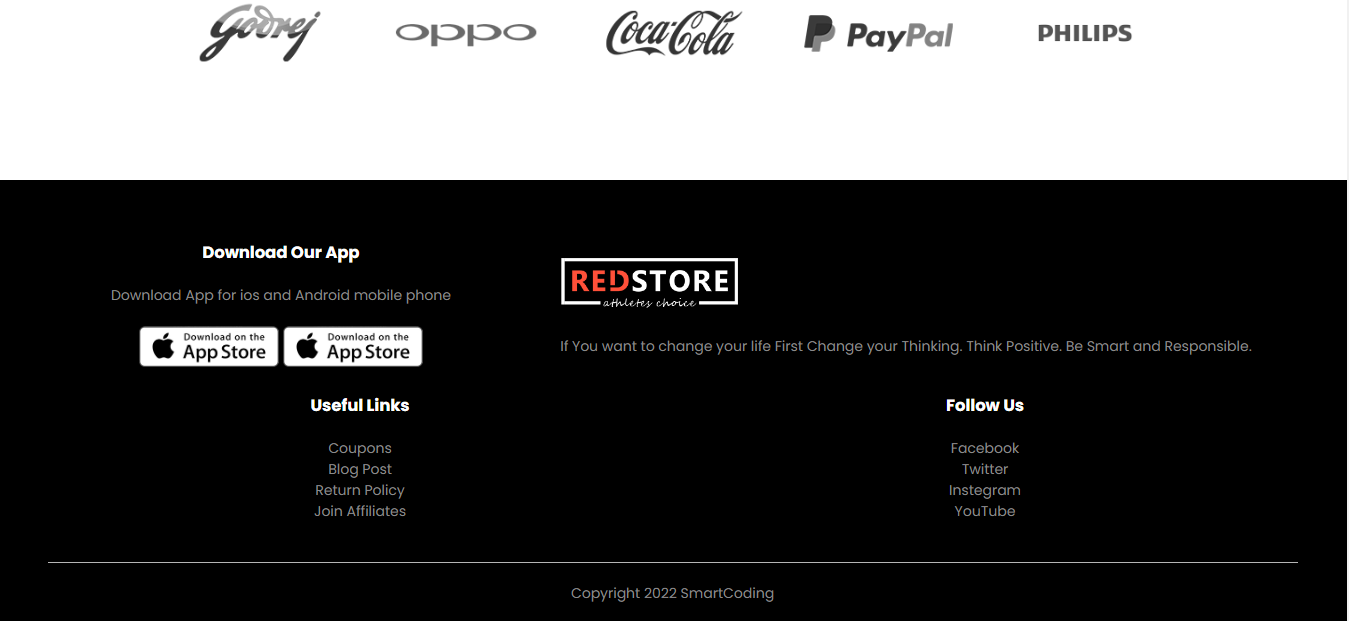 Godrej
oppo
Coca-Cola
PayPal
PHILIPS
Download Our App
Download App for ios and Android mobile phone
Download on the
App Store
Download on the
App Store
REDSTORE
athletes choice
If You want to change your life First Change your Thinking. Think Positive. Be Smart and Responsible.
Useful Links
Coupons
Blog Post
Return Policy
Join Affiliates
Follow Us
Facebook
Twitter
Instegram
YouTube
Copyright 2022 SmartCoding